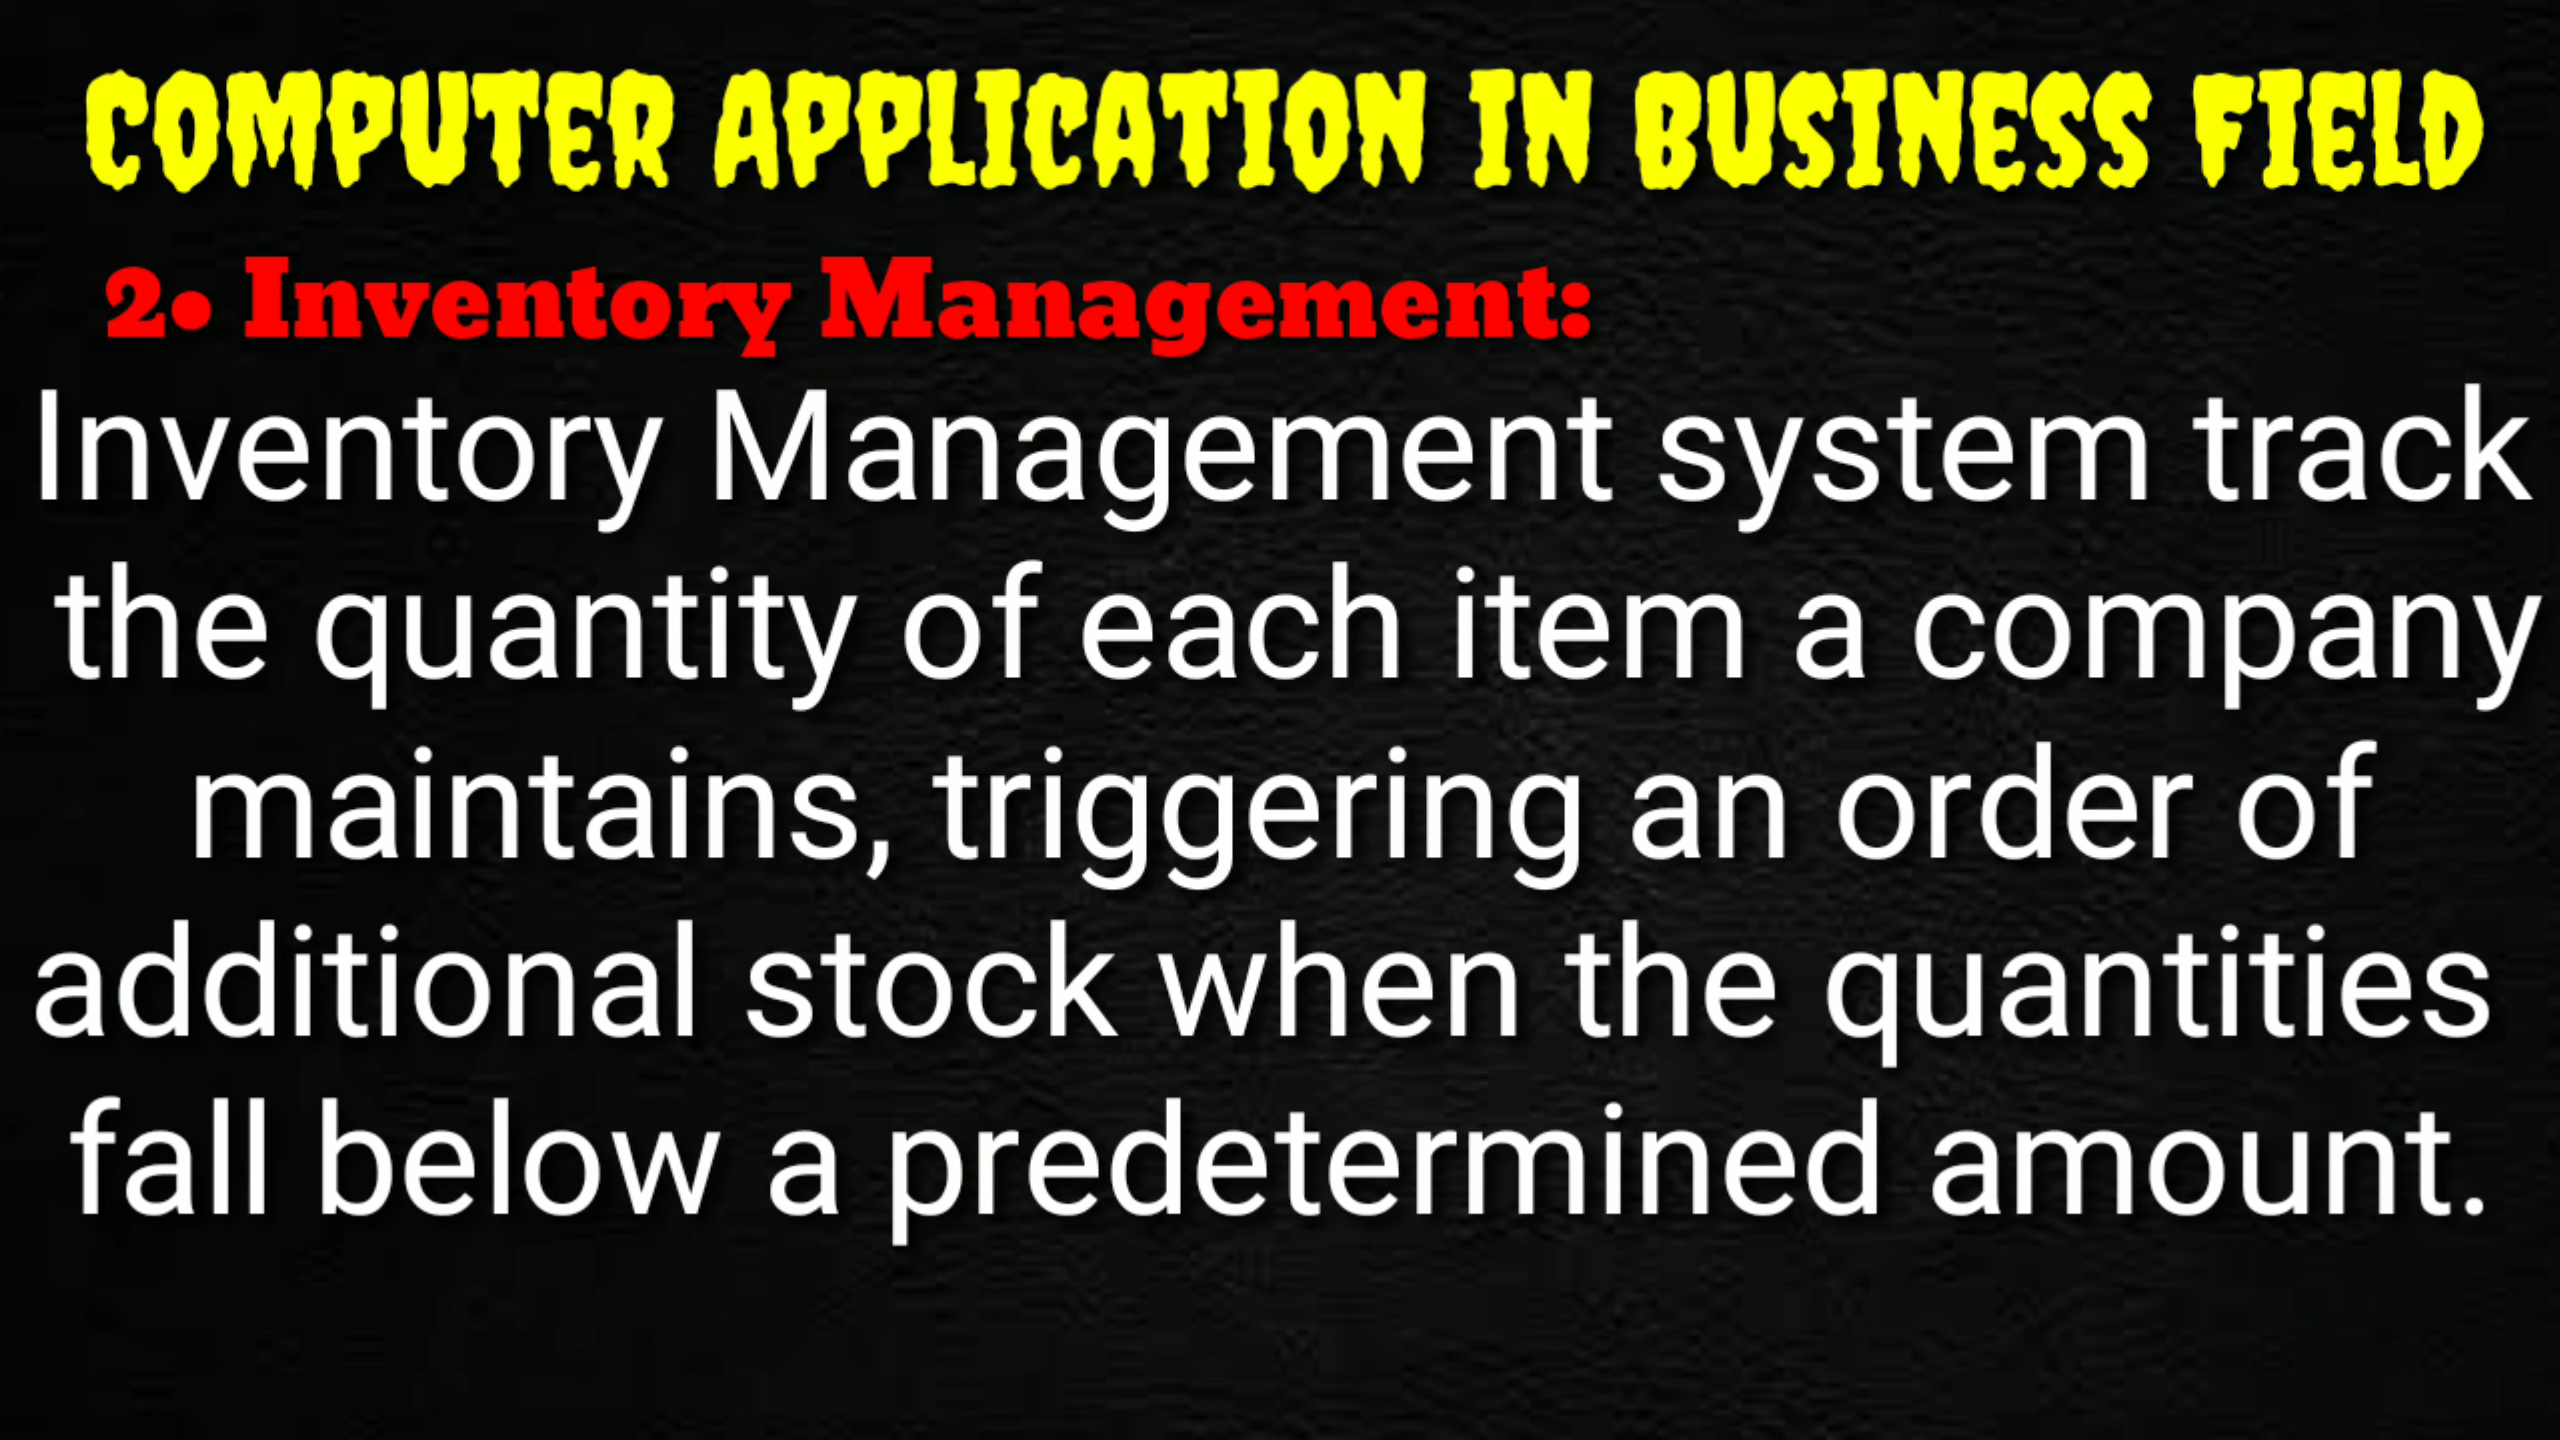 COMPUTER APPLICATION IN BUSINESS FIELD
2• Inventory Management:
Inventory Management system track
the quantity of each item a company
maintains, triggering an order of
additional stock when the quantities
fall below a predetermined amount.